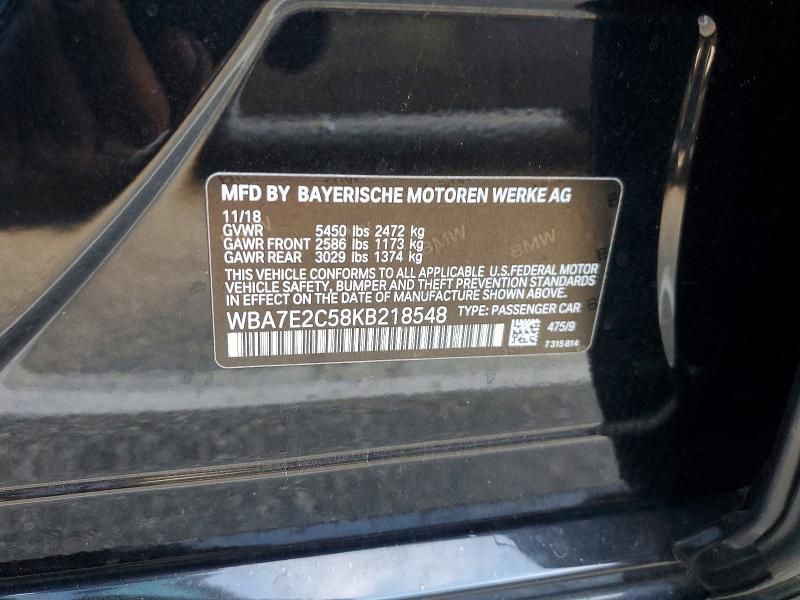 MFD BY BAYERISCHE MOTOREN WERKE AG
11/18
GVWR 5450 lbs 2472 kg
GAWR FRONT 2586 lbs 1173 kg
GAWR REAR 3029 lbs 1374 kg
THIS VEHICLE CONFORMS TO ALL APPLICABLE U.S.FEDERAL MOTOR
VEHICLE SAFETY, BUMPER AND THEFT PREVENTION STANDARDS
IN EFFECT ON THE DATE OF MANUFACTURE SHOWN ABOVE.
WBA7E2C58KB218548 TYPE: PASSENGER CAR
475/9
7315814
BMW
BMW